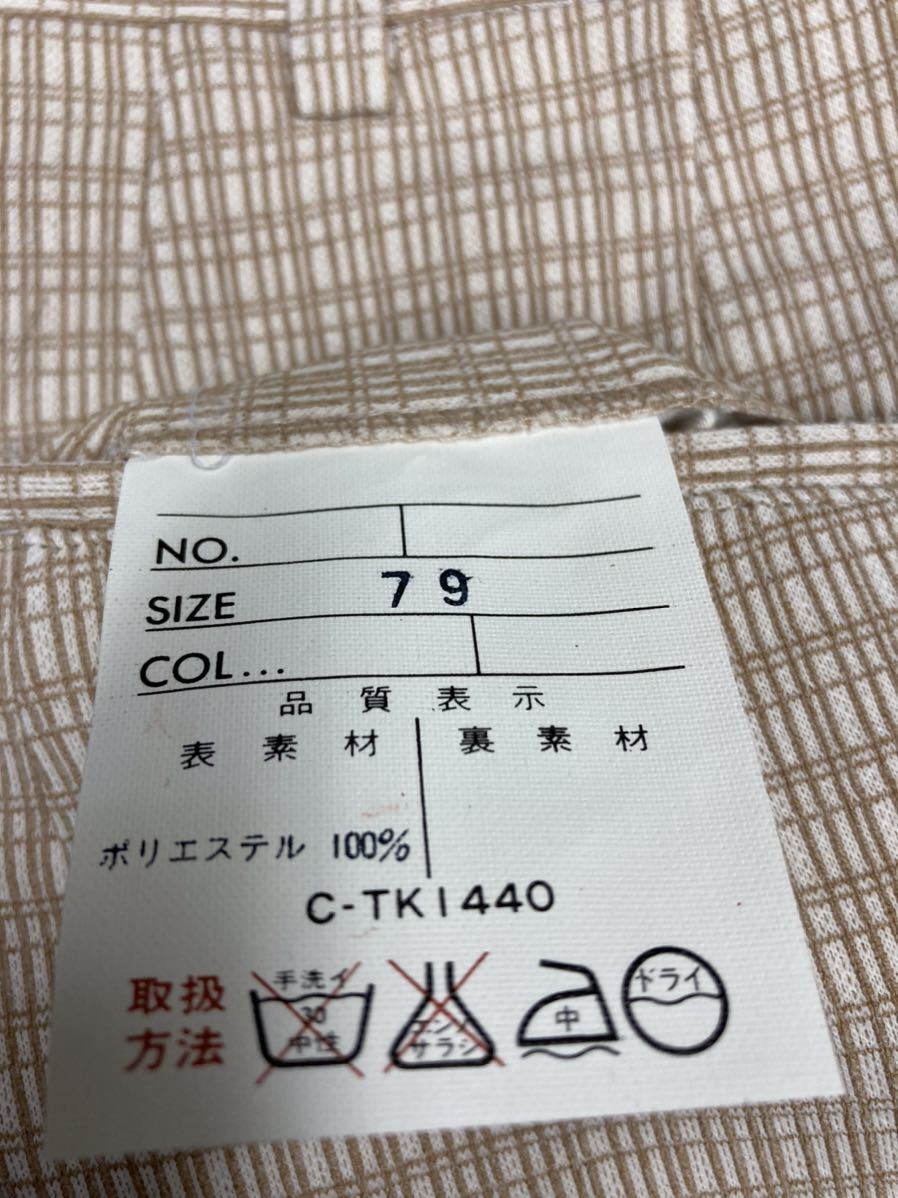 NO.
SIZE 79
COL...
品質表示
表素材 裏素材
ポリエステル 100%
C-TK1440
取扱方法
手洗イ
30
中性
エンソ
サラシ
中
ドライ